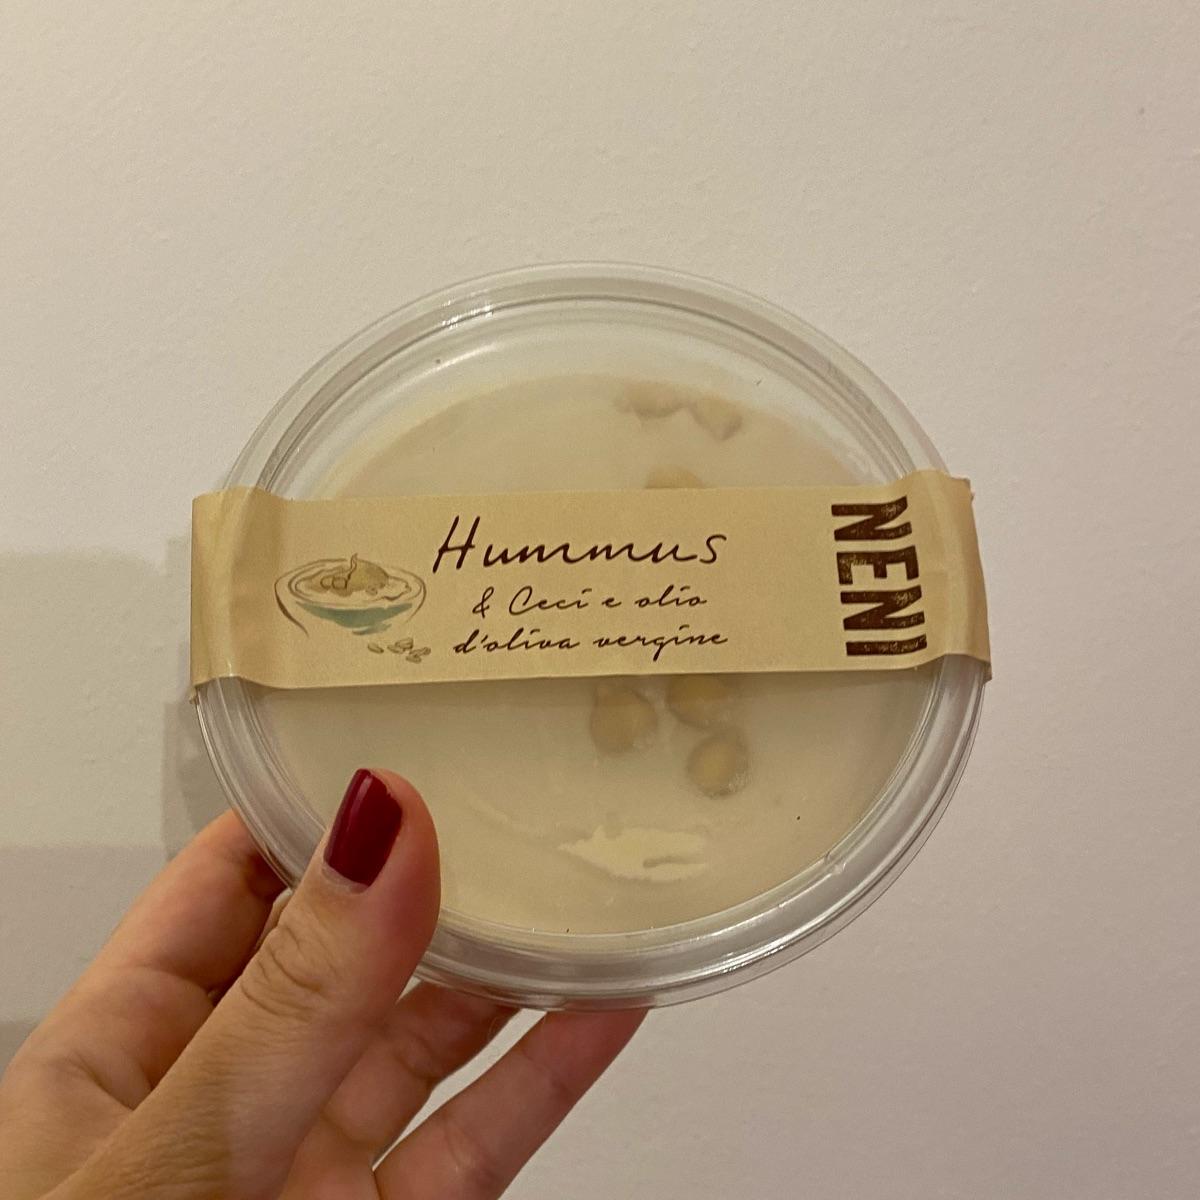 Hummus
& Ceci e olio
d'oliva vergine
NENI